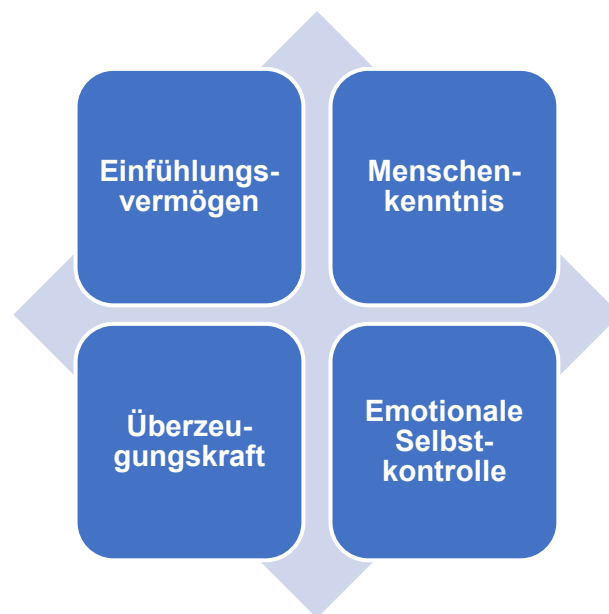 Einfühlungs-
vermögen
Menschen-
kenntnis
Überzeu-
gungskraft
Emotionale
Selbst-
kontrolle